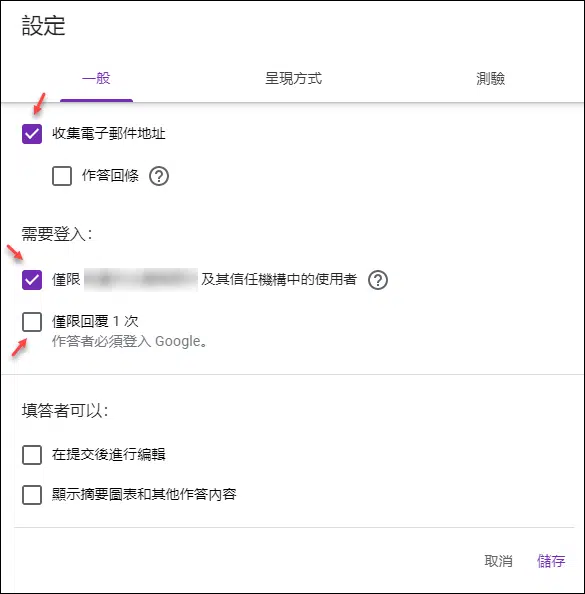 設定
一般 呈現方式 測驗
收集電子郵件地址
作答回條 ?
需要登入：
僅限 及其信任機構中的使用者 ?
僅限回覆 1 次
作答者必須登入 Google。
填答者可以：
在提交後進行編輯
顯示摘要圖表和其他作答內容
取消 儲存